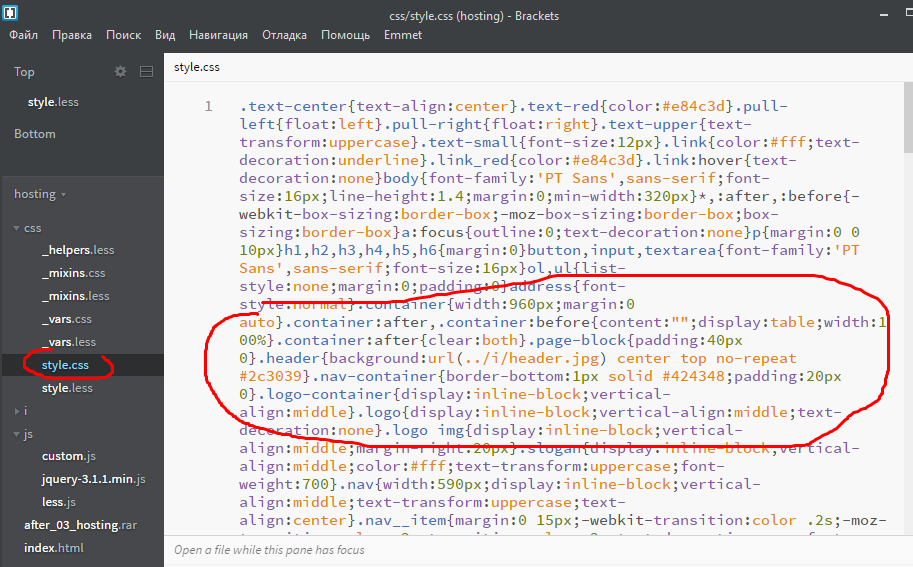 css/style.css (hosting) - Brackets
Файл Правка Поиск Вид Навигация Отладка Помощь Emmet
Top
style.less
Bottom
hosting
css
_helpers.less
_mixins.css
_mixins.less
_vars.css
_vars.less
style.css
style.less
i
js
custom.js
jquery-3.1.1.min.js
less.js
after_03_hosting.rar
index.html
style.css
1 .text-center{text-align:center}.text-red{color:#e84c3d}.pull-
left{float:left}.pull-right{float:right}.text-upper{text-
transform:uppercase}.text-small{font-size:12px}.link{color:#fff;text-
decoration:underline}.link_red{color:#e84c3d}.link:hover{text-
decoration:none}body{font-family:'PT Sans',sans-serif;font-
size:16px;line-height:1.4;margin:0;min-width:320px}*,:after,:before{-
webkit-box-sizing:border-box;-moz-box-sizing:border-box;box-
sizing:border-box}a:focus{outline:0;text-decoration:none}p{margin:0 0
10px}h1,h2,h3,h4,h5,h6{margin:0}button,input,textarea{font-family:'PT
Sans',sans-serif;font-size:16px}ol,ul{list-
style:none;margin:0;padding:0}address{font-
style:normal}.container{width:960px;margin:0
auto}.container:after,.container:before{content:"";display:table;width:1
00%}.container:after{clear:both}.page-block{padding:40px
0}.header{background:url(../i/header.jpg) center top no-repeat
#2c3039}.nav-container{border-bottom:1px solid #424348;padding:20px
0}.logo-container{display:inline-block;vertical-
align:middle}.logo{display:inline-block;vertical-align:middle;text-
decoration:none}.logo img{display:inline-block;vertical-
align:middle;margin-right:20px}.slogan{display:inline-block;vertical-
align:middle;color:#fff;text-transform:uppercase;font-
weight:700}.nav{width:590px;display:inline-block;vertical-
align:middle;text-transform:uppercase;text-
align:center}.nav__item{margin:0 15px;-webkit-transition:color .2s;-moz-
Open a file while this pane has focus